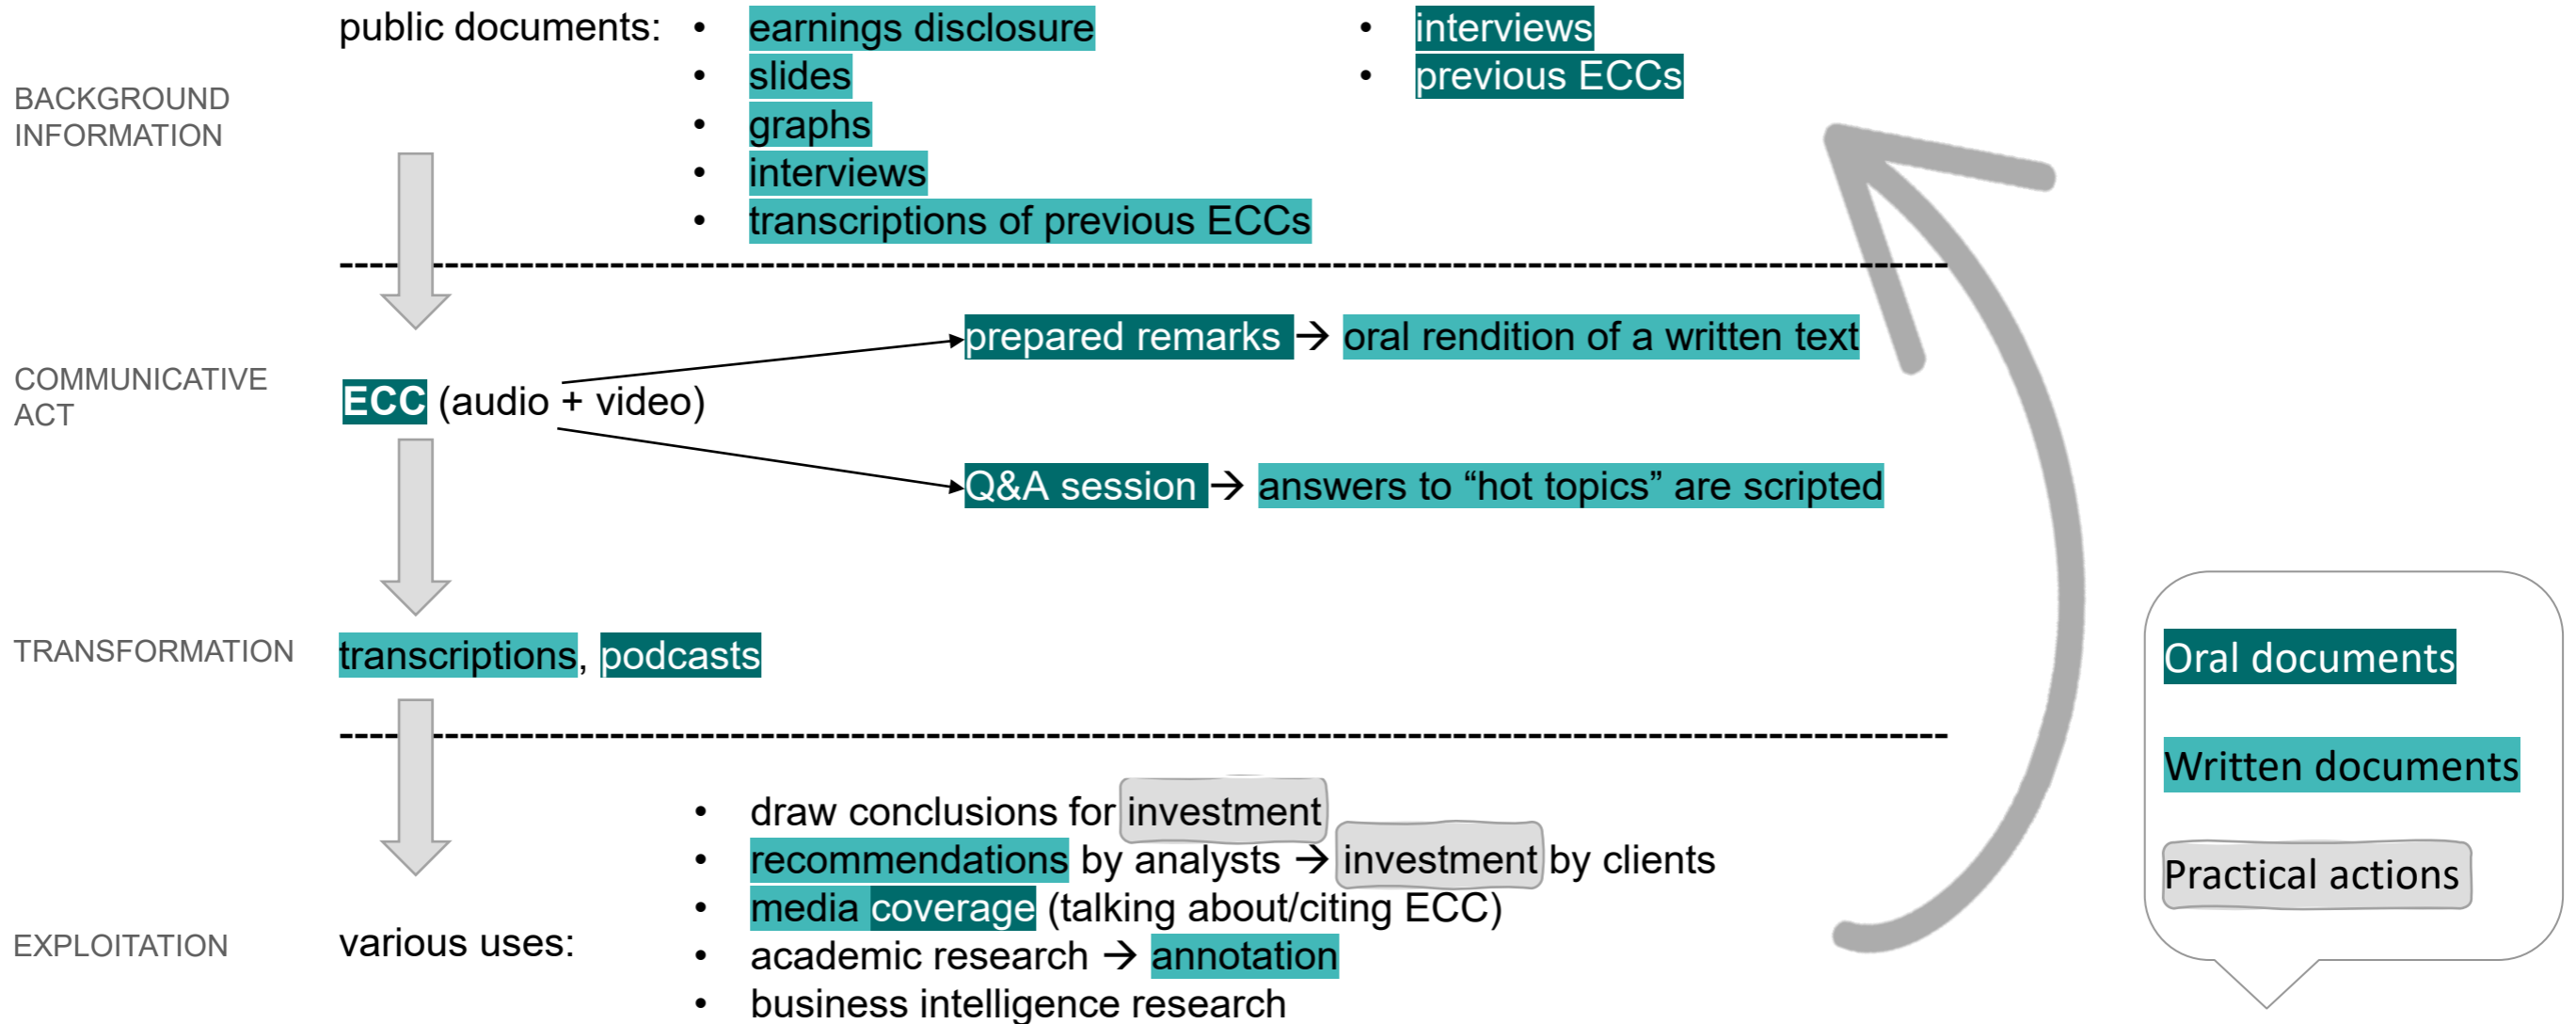 public documents:
• earnings disclosure
• slides
• graphs
• interviews
• transcriptions of previous ECCs
• interviews
• previous ECCs
BACKGROUND
INFORMATION
prepared remarks → oral rendition of a written text
COMMUNICATIVE
ACT
ECC (audio + video)
Q&A session → answers to “hot topics” are scripted
TRANSFORMATION
transcriptions, podcasts
EXPLOITATION
various uses:
• draw conclusions for investment
• recommendations by analysts → investment by clients
• media coverage (talking about/citing ECC)
• academic research → annotation
• business intelligence research
Oral documents
Written documents
Practical actions